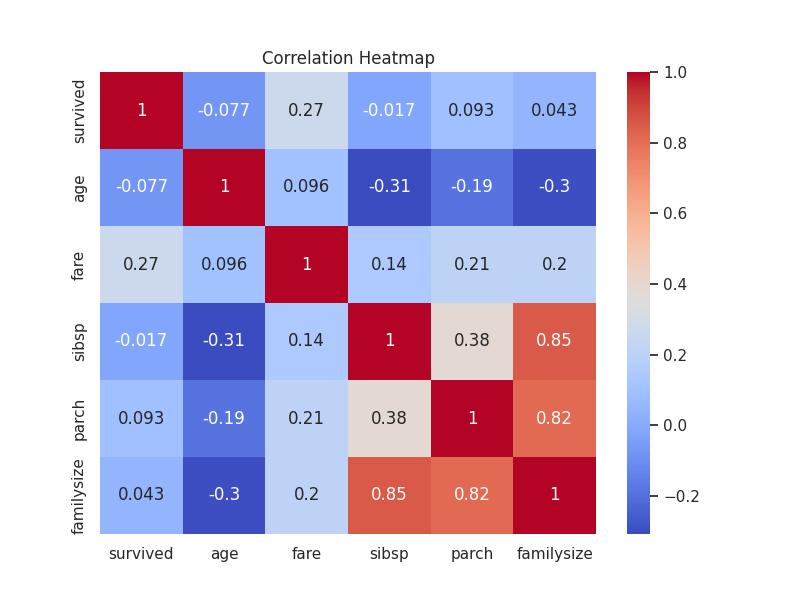 Correlation Heatmap
survived 1 -0.077 0.27 -0.017 0.093 0.043
age -0.077 1 0.096 -0.31 -0.19 -0.3
fare 0.27 0.096 1 0.14 0.21 0.2
sibsp -0.017 -0.31 0.14 1 0.38 0.85
parch 0.093 -0.19 0.21 0.38 1 0.82
familysize 0.043 -0.3 0.2 0.85 0.82 1
survived age fare sibsp parch familysize
1.0
0.8
0.6
0.4
0.2
0.0
−0.2